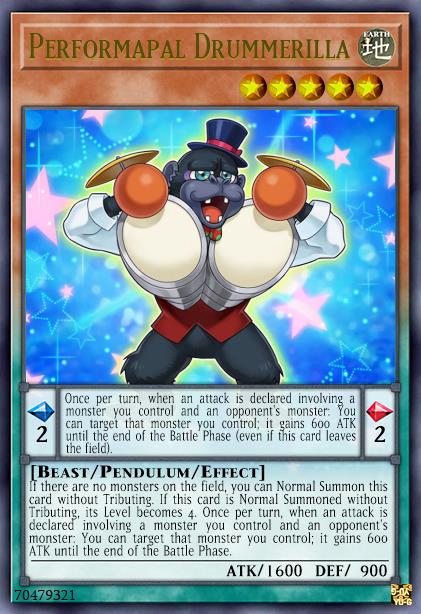 Performapal Drummerilla
EARTH
地
Once per turn, when an attack is declared involving a
monster you control and an opponent's monster: You
can target that monster you control; it gains 600 ATK
until the end of the Battle Phase (even if this card leaves
the field).
2
2
[Beast/Pendulum/Effect]
If there are no monsters on the field, you can Normal Summon this
card without Tributing. If this card is Normal Summoned without
Tributing, its Level becomes 4. Once per turn, when an attack is
declared involving a monster you control and an opponent's
monster: You can target that monster you control; it gains 600
ATK until the end of the Battle Phase.
ATK/1600 DEF/ 900
70479321